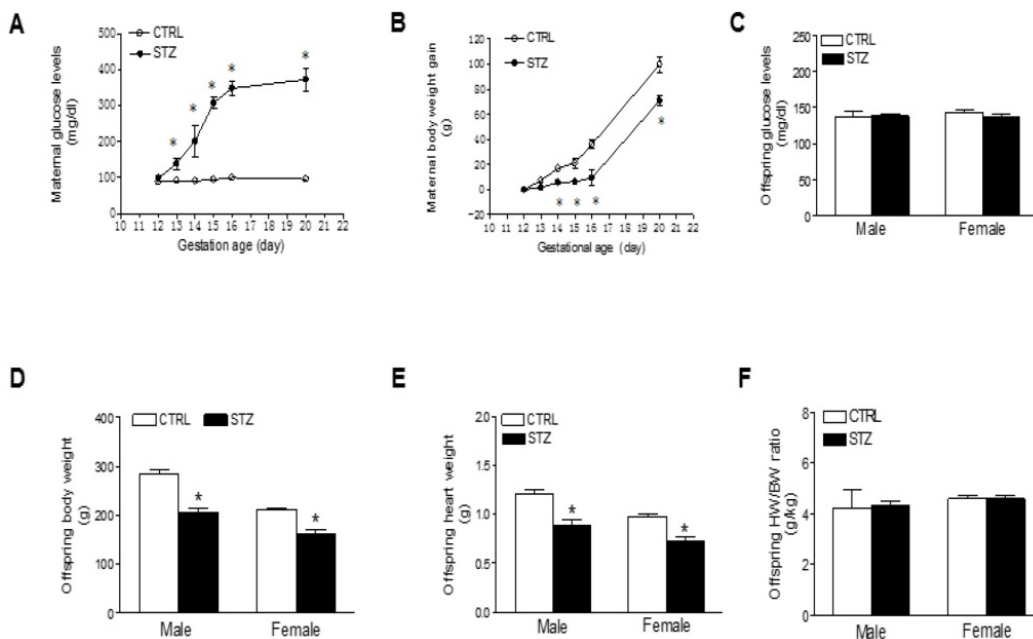 A
CTRL
STZ
Maternal glucose levels
(mg/dl)
500
400
300
200
100
0
* * * * * *
10 11 12 13 14 15 16 17 18 19 20 21 22
Gestation age (day)
B
CTRL
STZ
Maternal body weight gain
(g)
120
100
80
60
40
20
0
-20
* * * *
10 11 12 13 14 15 16 17 18 19 20 21 22
Gestational age (day)
C
CTRL
STZ
Offspring glucose levels
(mg/dl)
250
200
150
100
50
0
Male Female
D
CTRL STZ
Offspring body weight
(g)
400
300
200
100
0
* *
Male Female
E
CTRL
STZ
Offspring heart weight
(g)
2.0
1.5
1.0
0.5
0.0
* *
Male Female
F
CTRL
STZ
Offspring HW/BW ratio
(g/kg)
8
6
4
2
0
Male Female